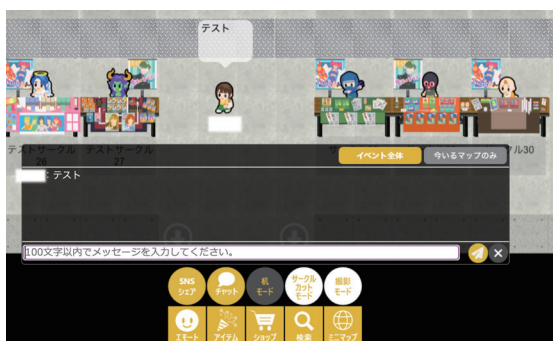 テスト
テストサークル
26
テストサークル
27
サ
ル30
イベント全体
今いるマップのみ
: テスト
100文字以内でメッセージを入力してください。
SNS
シェア
チャット
机
モード
サークル
カット
モード
撮影
モード
エモート
アイテム
ショップ
検索
ミニマップ